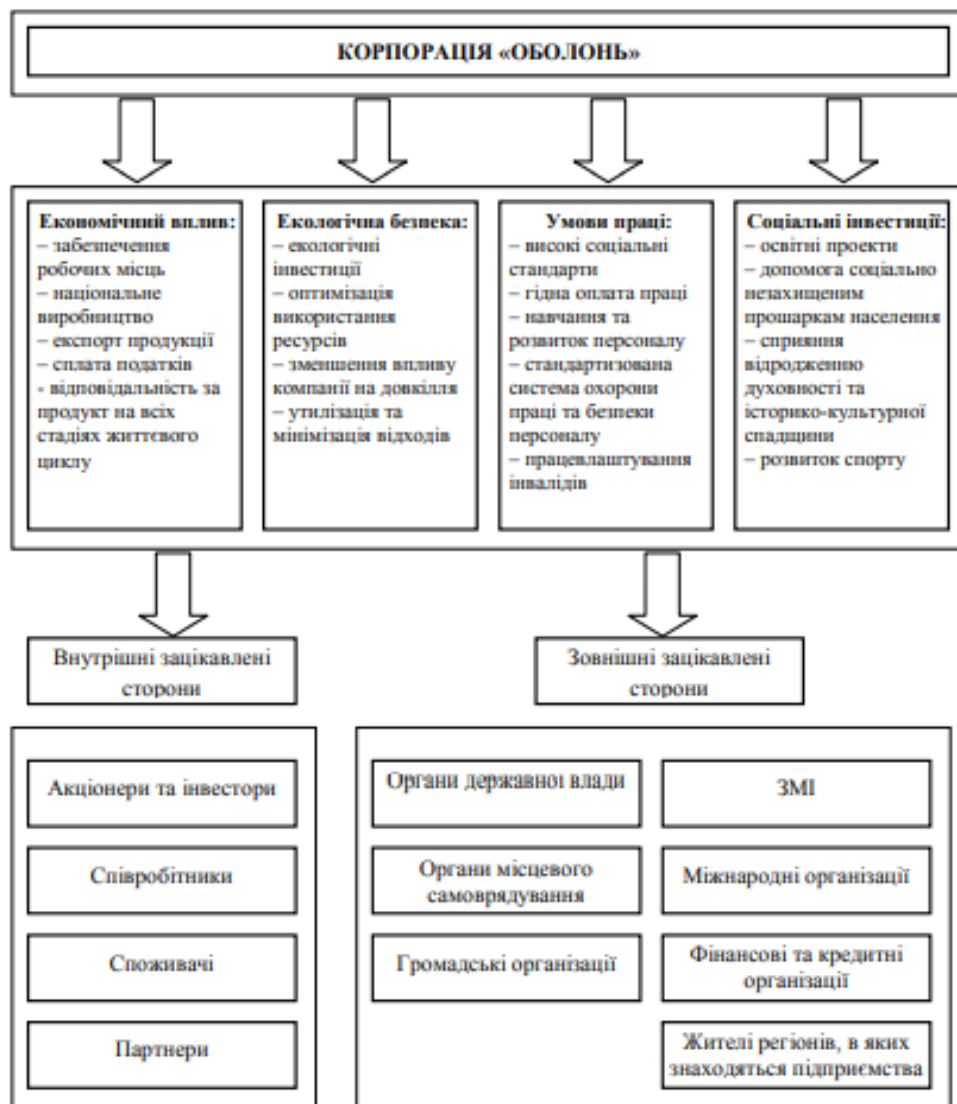 КОРПОРАЦІЯ «ОБОЛОНЬ»
Економічний вплив:
– забезпечення
робочих місць
– національне
виробництво
– експорт продукції
– сплата податків
- відповідальність за
продукт на всіх
стадіях життєвого
циклу
Екологічна безпека:
– екологічні
інвестиції
– оптимізація
використання
ресурсів
– зменшення впливу
компанії на довкілля
– утилізація та
мінімізація відходів
Умови праці:
– високі соціальні
стандарти
– гідна оплата праці
– навчання та
розвиток персоналу
– стандартизована
система охорони
праці та безпеки
персоналу
– працевлаштування
інвалідів
Соціальні інвестиції:
– освітні проекти
– допомога соціально
незахищеним
прошаркам населення
– сприяння
відродженню
духовності та
історико-культурної
спадщини
– розвиток спорту
Внутрішні зацікавлені
сторони
Зовнішні зацікавлені
сторони
Акціонери та інвестори
Співробітники
Споживачі
Партнери
Органи державної влади
Органи місцевого
самоврядування
Громадські організації
ЗМІ
Міжнародні організації
Фінансові та кредитні
організації
Жителі регіонів, в яких
знаходяться підприємства